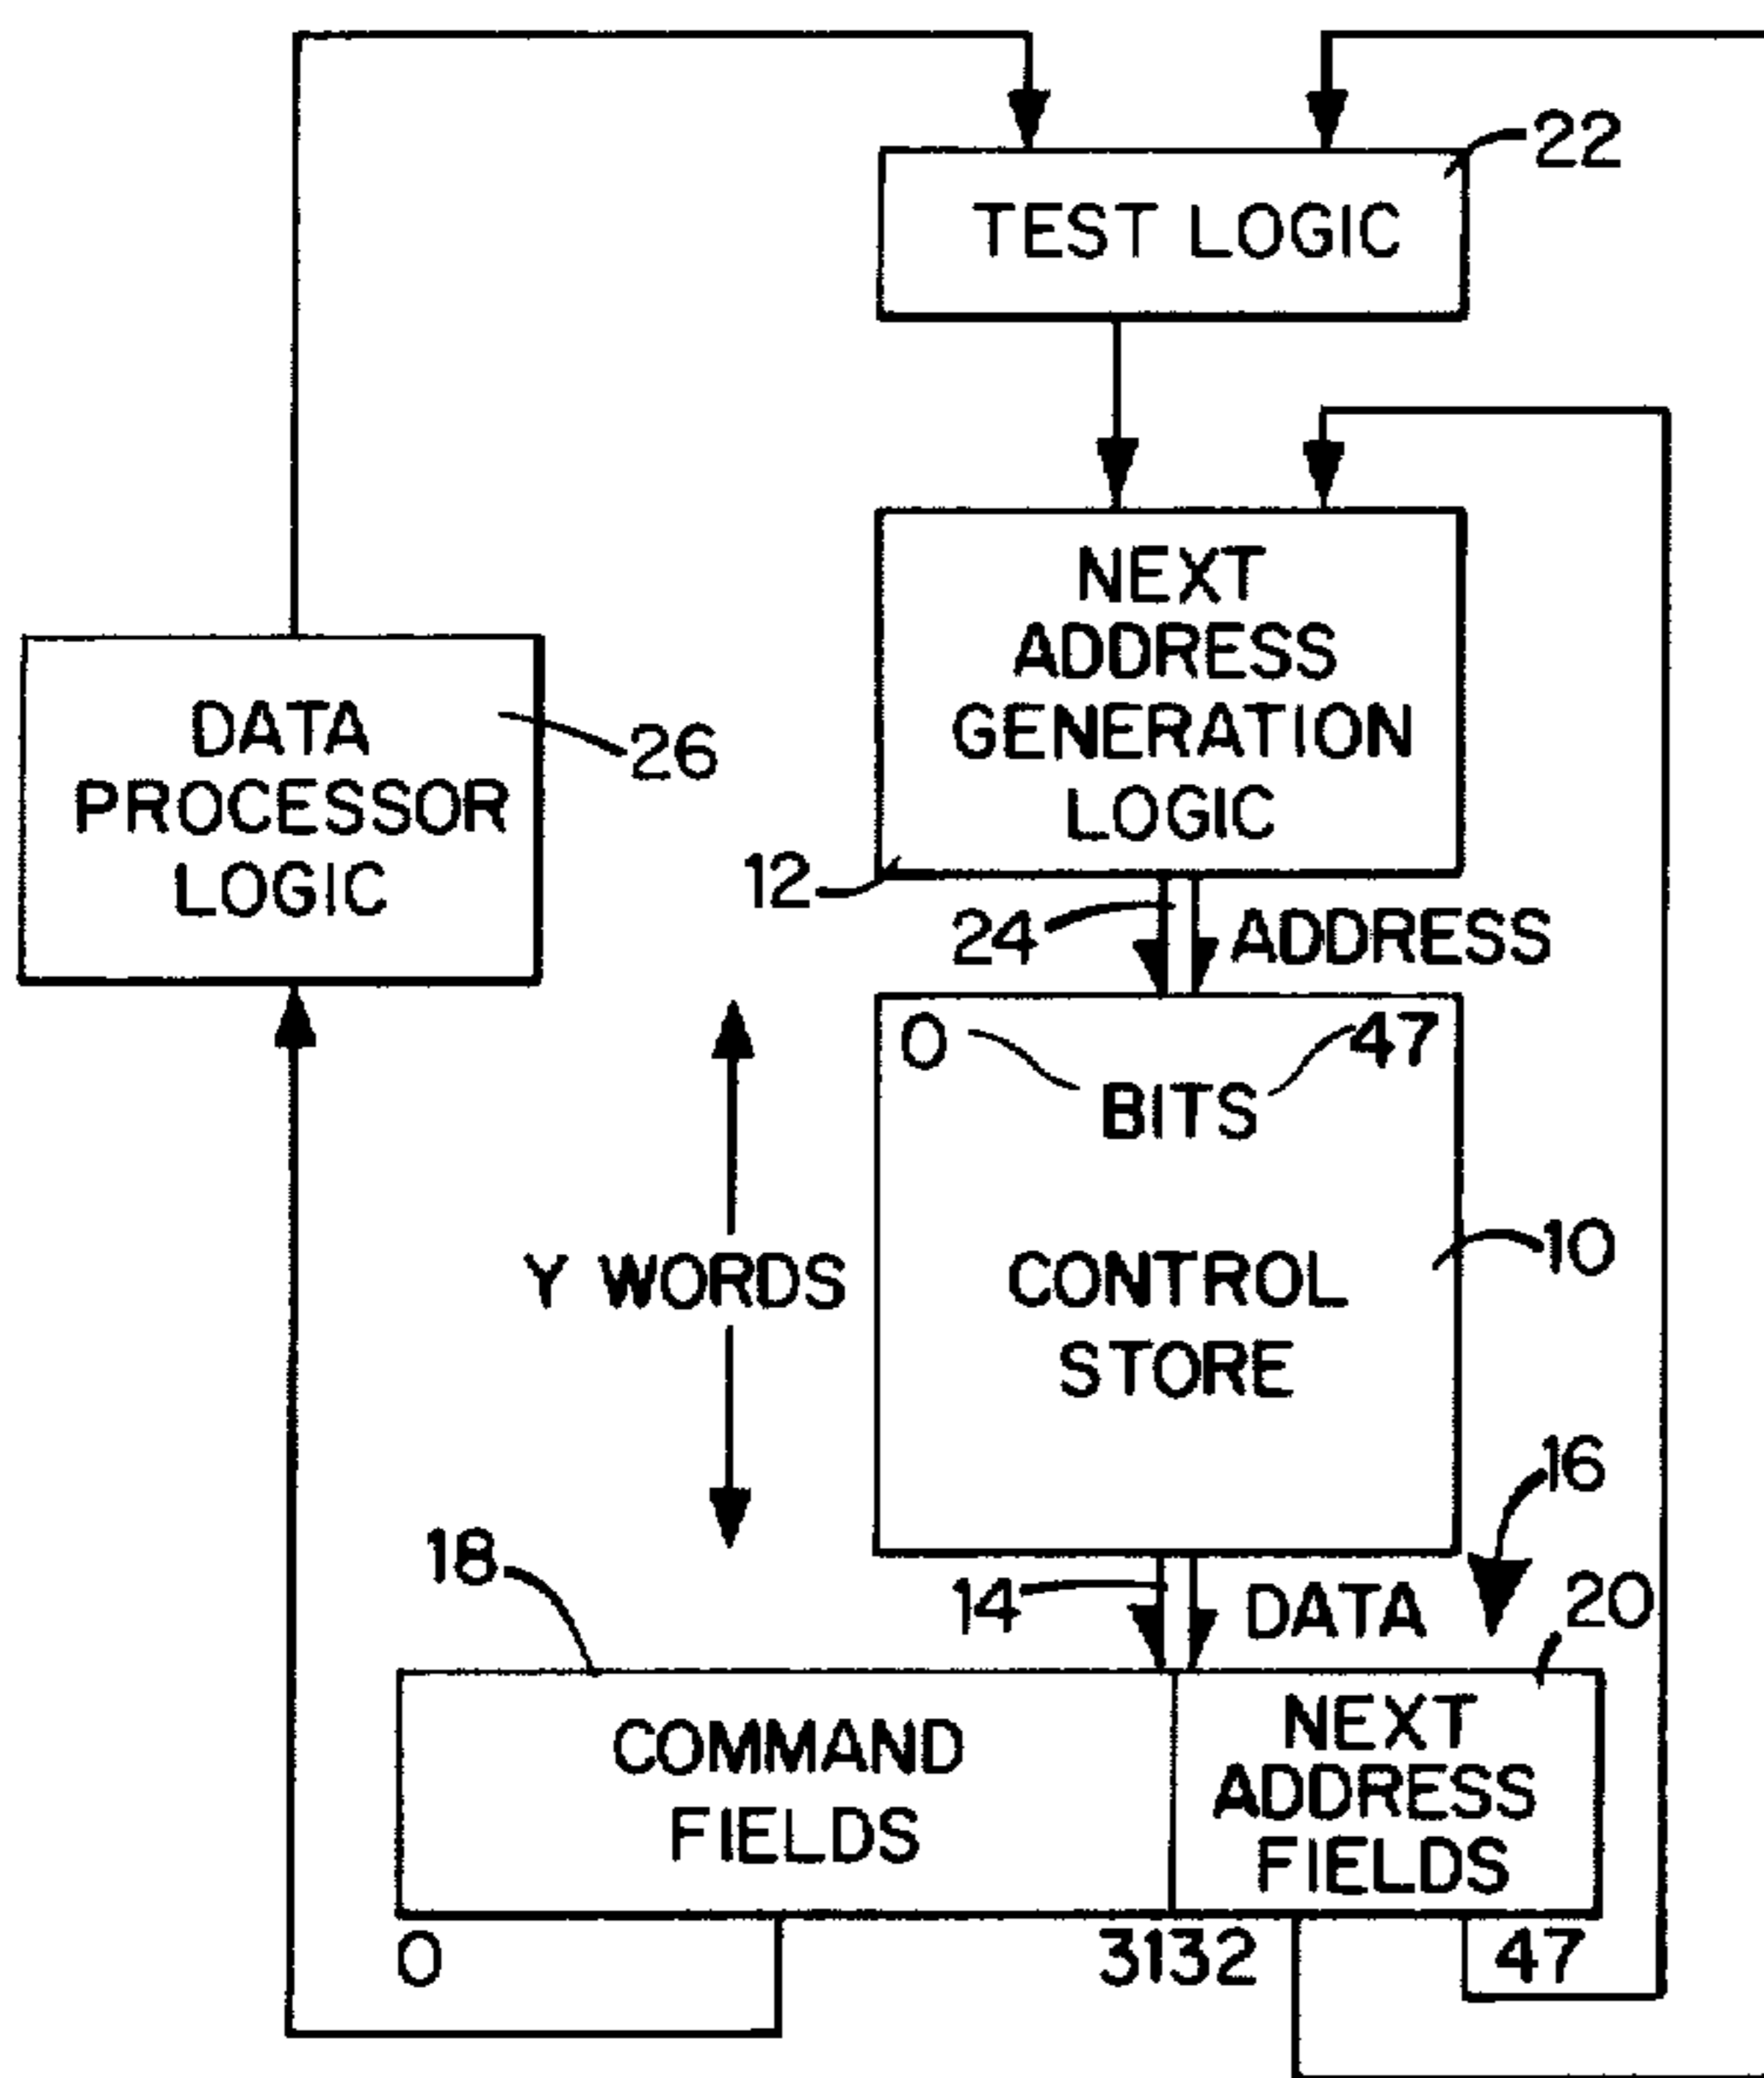 22
TEST LOGIC
NEXT
ADDRESS
GENERATION
LOGIC
DATA
PROCESSOR
LOGIC
26
12
24
ADDRESS
0
47
BITS
Y WORDS
CONTROL
STORE
10
16
18
14
DATA
20
COMMAND
FIELDS
NEXT
ADDRESS
FIELDS
0
3132
47